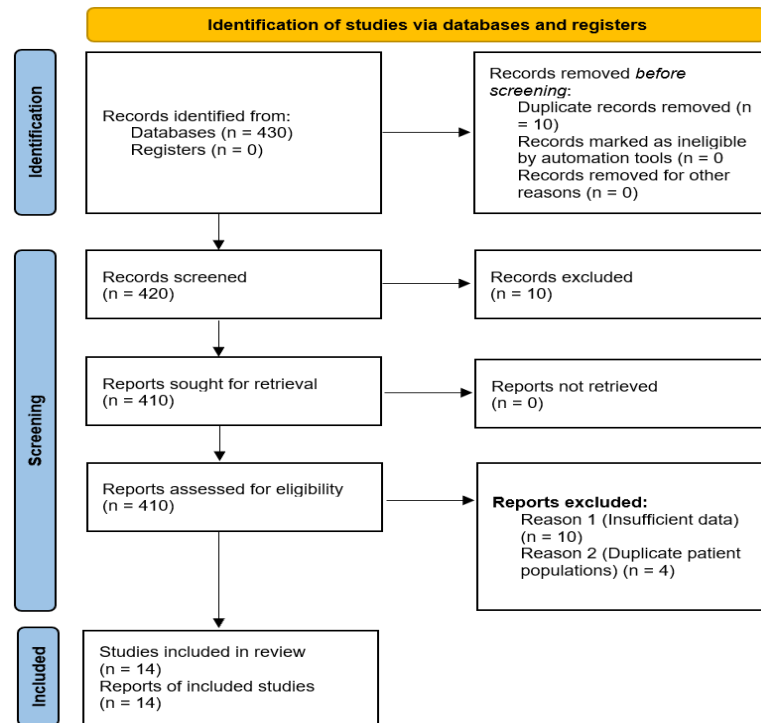 Identification of studies via databases and registers
Identification
Records identified from:
Databases (n = 430)
Registers (n = 0)
Records removed before
screening:
Duplicate records removed (n
= 10)
Records marked as ineligible
by automation tools (n = 0
Records removed for other
reasons (n = 0)
Screening
Records screened
(n = 420)
Records excluded
(n = 10)
Reports sought for retrieval
(n = 410)
Reports not retrieved
(n = 0)
Reports assessed for eligibility
(n = 410)
Reports excluded:
Reason 1 (Insufficient data)
(n = 10)
Reason 2 (Duplicate patient
populations) (n = 4)
Included
Studies included in review
(n = 14)
Reports of included studies
(n = 14)